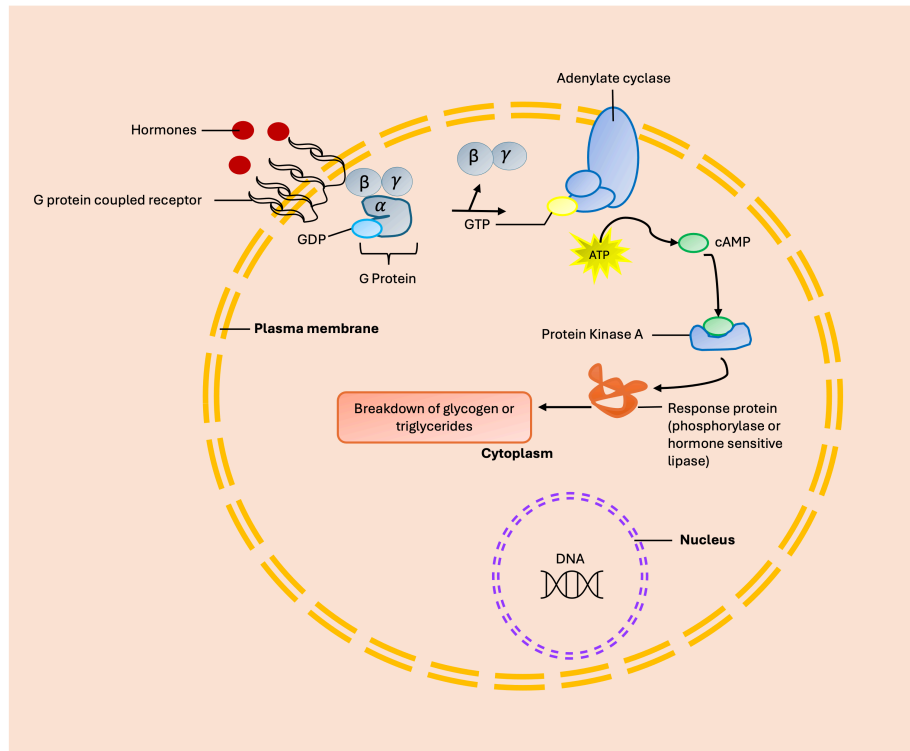 Adenylate cyclase
Hormones
β γ
β γ
G protein coupled receptor
α
GTP
GDP
cAMP
ATP
G Protein
Plasma membrane
Protein Kinase A
Breakdown of glycogen or
triglycerides
Response protein
(phosphorylase or
hormone sensitive
lipase)
Cytoplasm
Nucleus
DNA